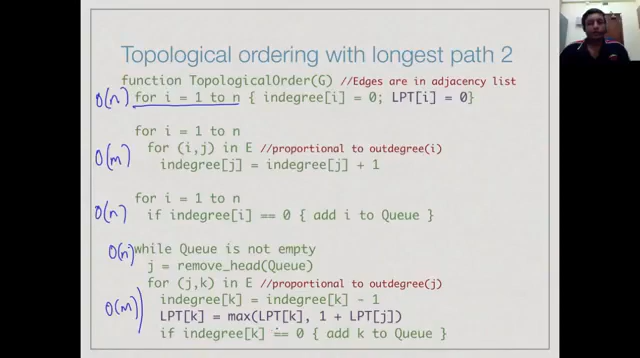 Topological ordering with longest path 2
function TopologicalOrder(G) //Edges are in adjacency list
O(n) for i = 1 to n { indegree[i] = 0; LPT[i] = 0}
for i = 1 to n
O(m) for (i,j) in E //proportional to outdegree(i)
indegree[j] = indegree[j] + 1
for i = 1 to n
O(n) if indegree[i] == 0 { add i to Queue }
O(n) while Queue is not empty
j = remove_head(Queue)
for (j,k) in E //proportional to outdegree(j)
indegree[k] = indegree[k] - 1
O(m) LPT[k] = max(LPT[k], 1 + LPT[j])
if indegree[k] == 0 { add k to Queue }